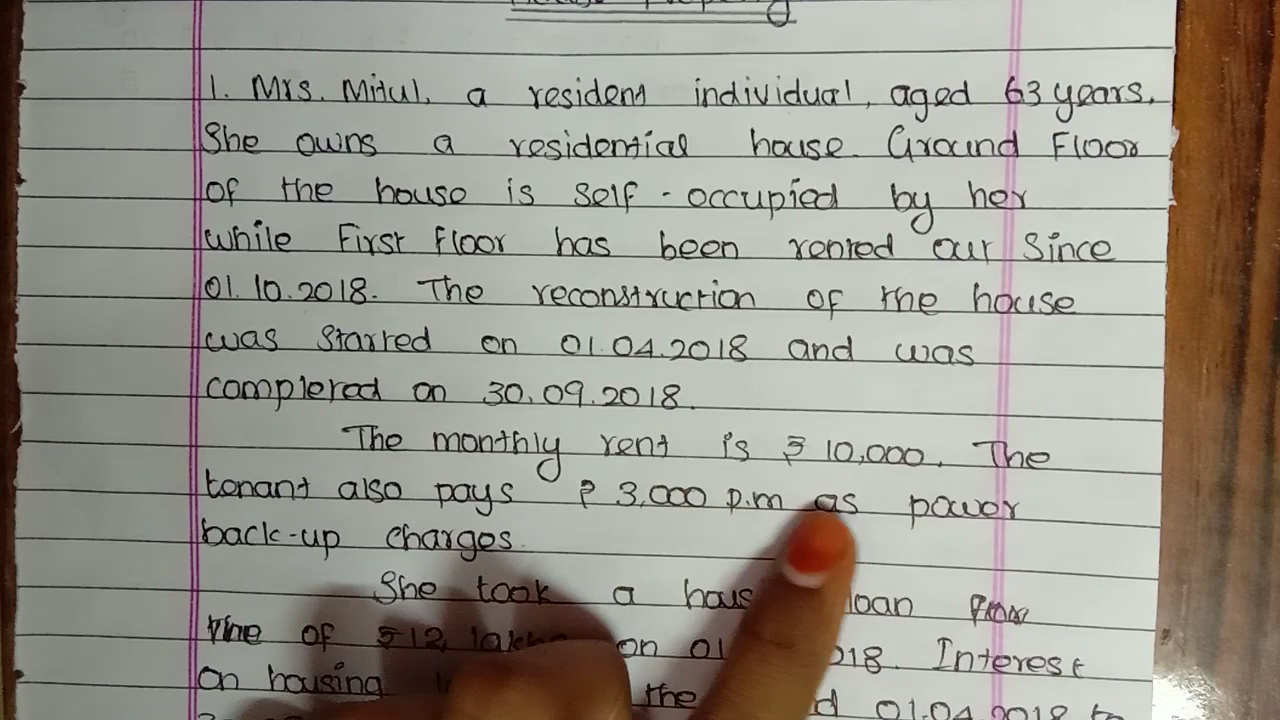 1. Mrs. Mitul, a resident individual, aged 63 years.
She owns a residential house. Ground Floor
of the house is self-occupied by her
while First Floor has been rented out since
01.10.2018. The reconstruction of the house
was started on 01.04.2018 and was
completed on 30.09.2018.
The monthly rent is ₹ 10,000. The
tenant also pays ₹ 3,000 p.m as power
back-up charges.
She took a loan
of ₹ 12 on 01 018. Interest
on housing the 01.04.2018 to